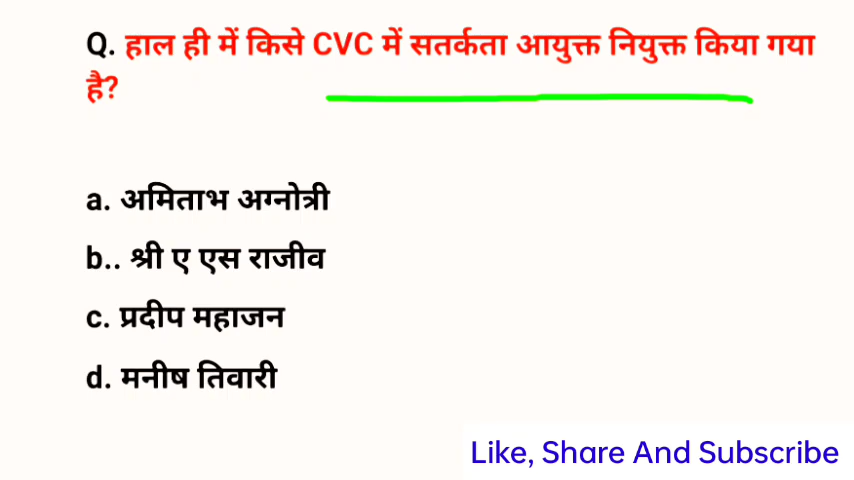 Q. हाल ही में किसे CVC में सतर्कता आयुक्त नियुक्त किया गया
है?
a. अमिताभ अग्नोत्री
b.. श्री ए एस राजीव
c. प्रदीप महाजन
d. मनीष तिवारी
Like, Share And Subscribe